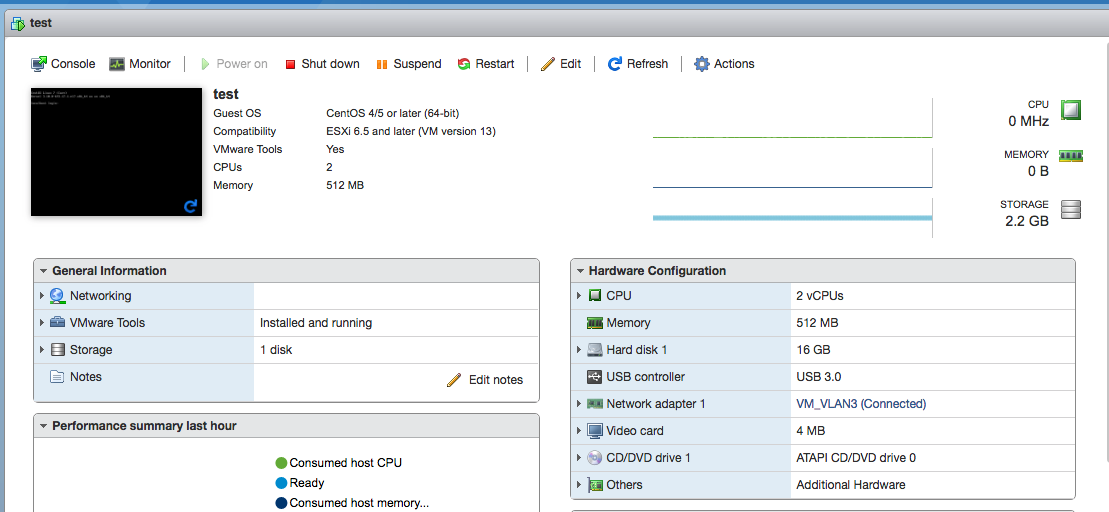 test
Console Monitor Power on Shut down Suspend Restart Edit Refresh Actions
test
Guest OS CentOS 4/5 or later (64-bit)
Compatibility ESXi 6.5 and later (VM version 13)
VMware Tools Yes
CPUs 2
Memory 512 MB
CPU
0 MHz
MEMORY
0 B
STORAGE
2.2 GB
General Information
Networking
VMware Tools Installed and running
Storage 1 disk
Notes Edit notes
Performance summary last hour
Consumed host CPU
Ready
Consumed host memory...
Hardware Configuration
CPU 2 vCPUs
Memory 512 MB
Hard disk 1 16 GB
USB controller USB 3.0
Network adapter 1 VM_VLAN3 (Connected)
Video card 4 MB
CD/DVD drive 1 ATAPI CD/DVD drive 0
Others Additional Hardware